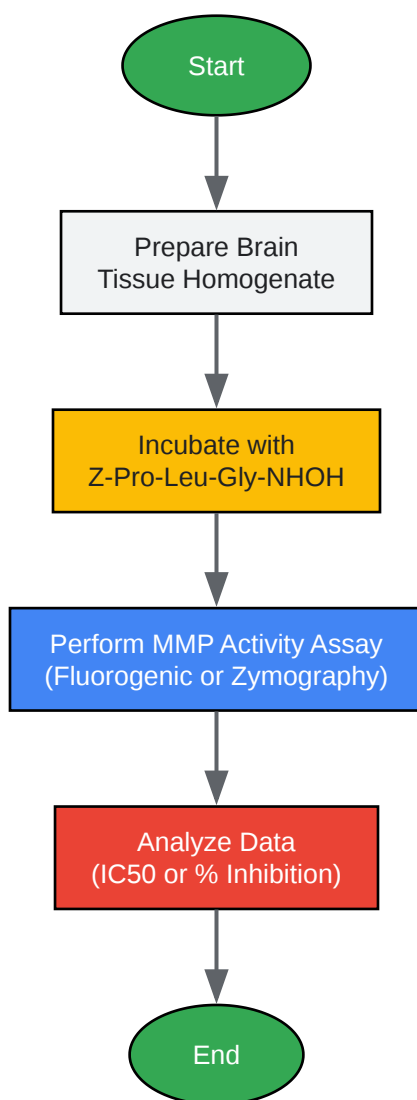 Start
Prepare Brain
Tissue Homogenate
Incubate with
Z-Pro-Leu-Gly-NHOH
Perform MMP Activity Assay
(Fluorogenic or Zymography)
Analyze Data
(IC50 or % Inhibition)
End